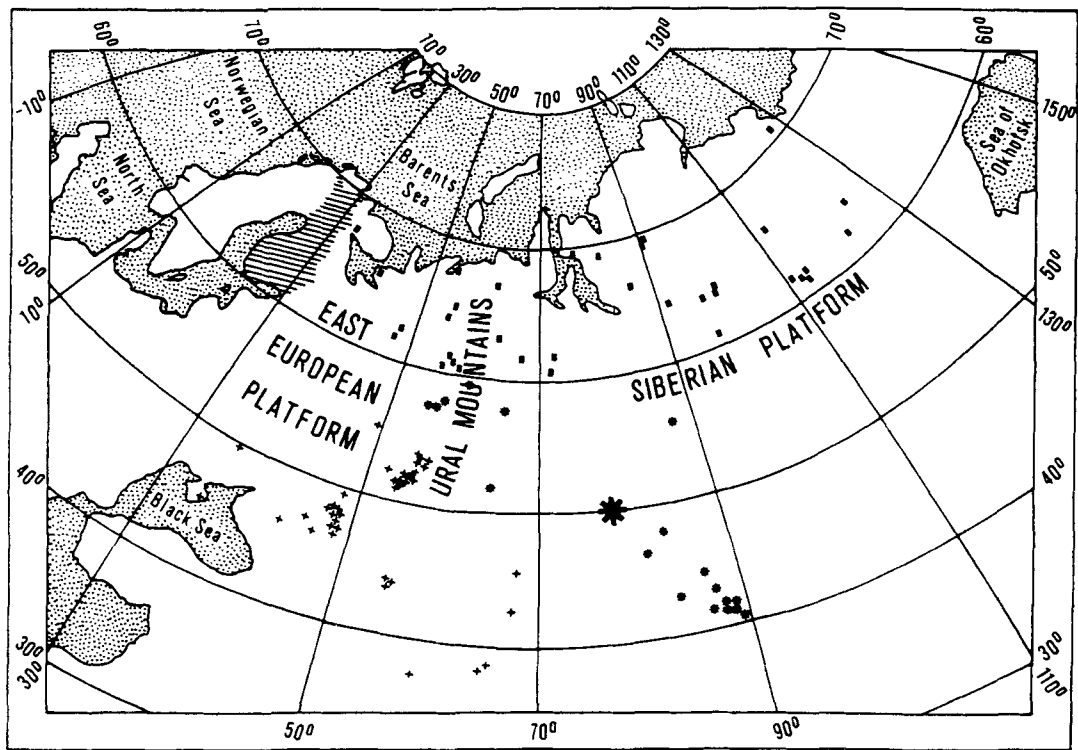 60°
70°
10°
30°
50°
70°
90°
110°
130°
70°
60°
-10°
150°
Norwegian
Sea
North
Sea
Barents
Sea
Sea of
Okhotsk
50°
10°
50°
130°
EAST
EUROPEAN
PLATFORM
URAL MOUNTAINS
SIBERIAN PLATFORM
40°
40°
Black Sea
30°
30°
30°
110°
50°
70°
90°